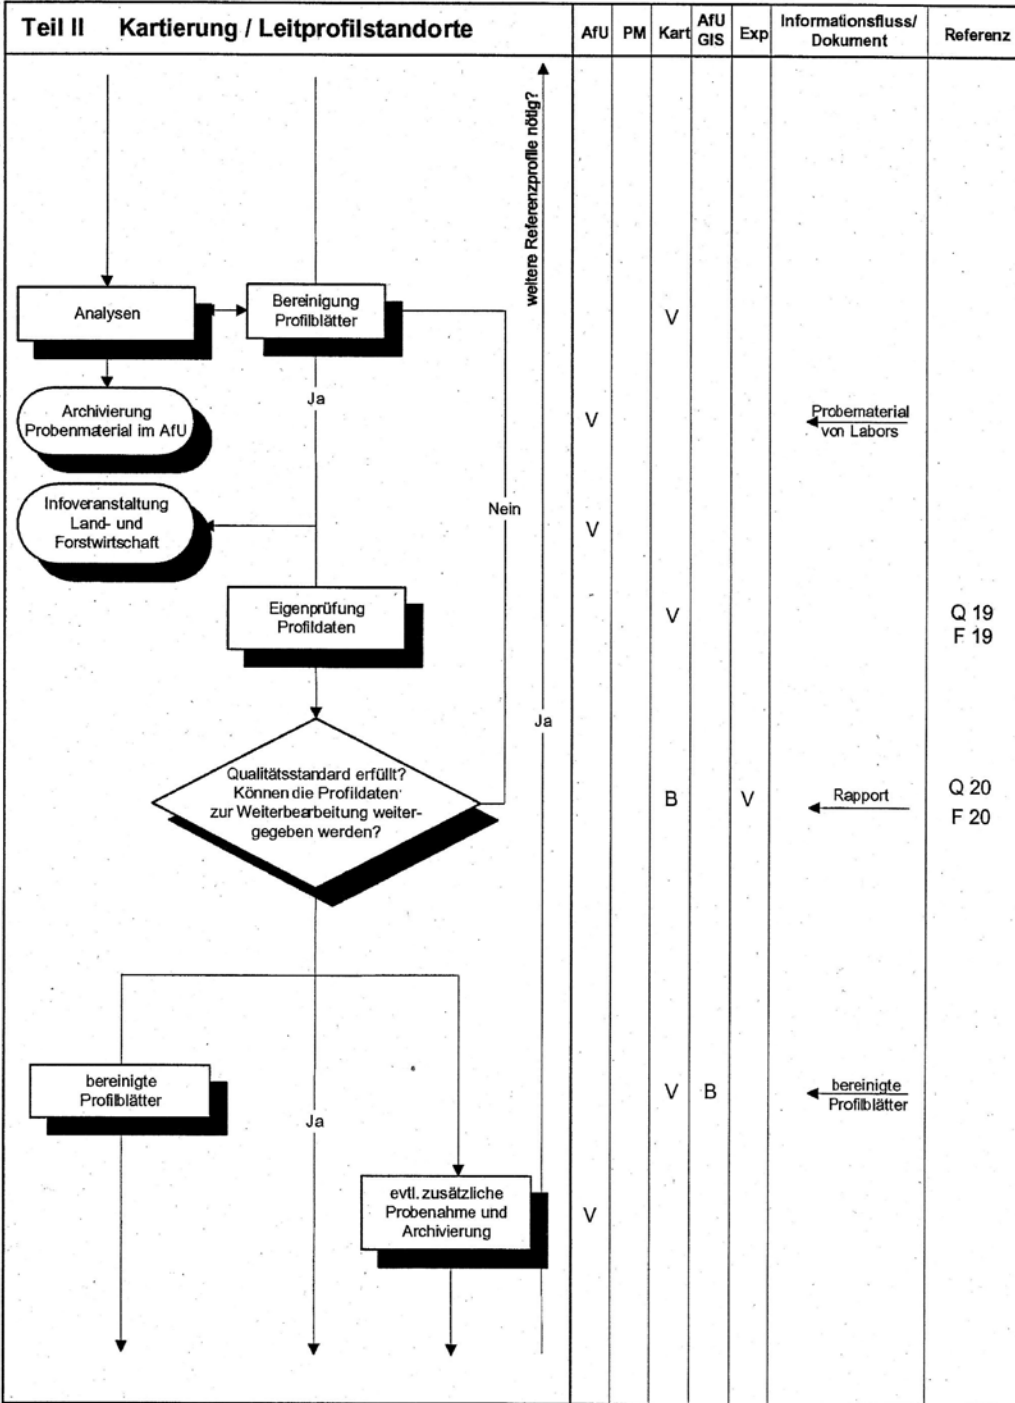 Teil II Kartierung / Leitprofilstandorte
AfU
PM
Kart
AfU
GIS
Exp
Informationsfluss/
Dokument
Referenz
weitere Referenzprofile nötig?
Analysen
Bereinigung
Profilblätter
V
Ja
Archivierung
Probenmaterial im AfU
V
Probematerial
von Labors
Infoveranstaltung
Land- und
Forstwirtschaft
Nein
V
Eigenprüfung
Profildaten
V
Q 19
F 19
Ja
Qualitätsstandard erfüllt?
Können die Profildaten
zur Weiterbearbeitung weiter-
gegeben werden?
B
V
Rapport
Q 20
F 20
bereinigte
Profilblätter
V
B
bereinigte
Profilblätter
Ja
evtl. zusätzliche
Probenahme und
Archivierung
V